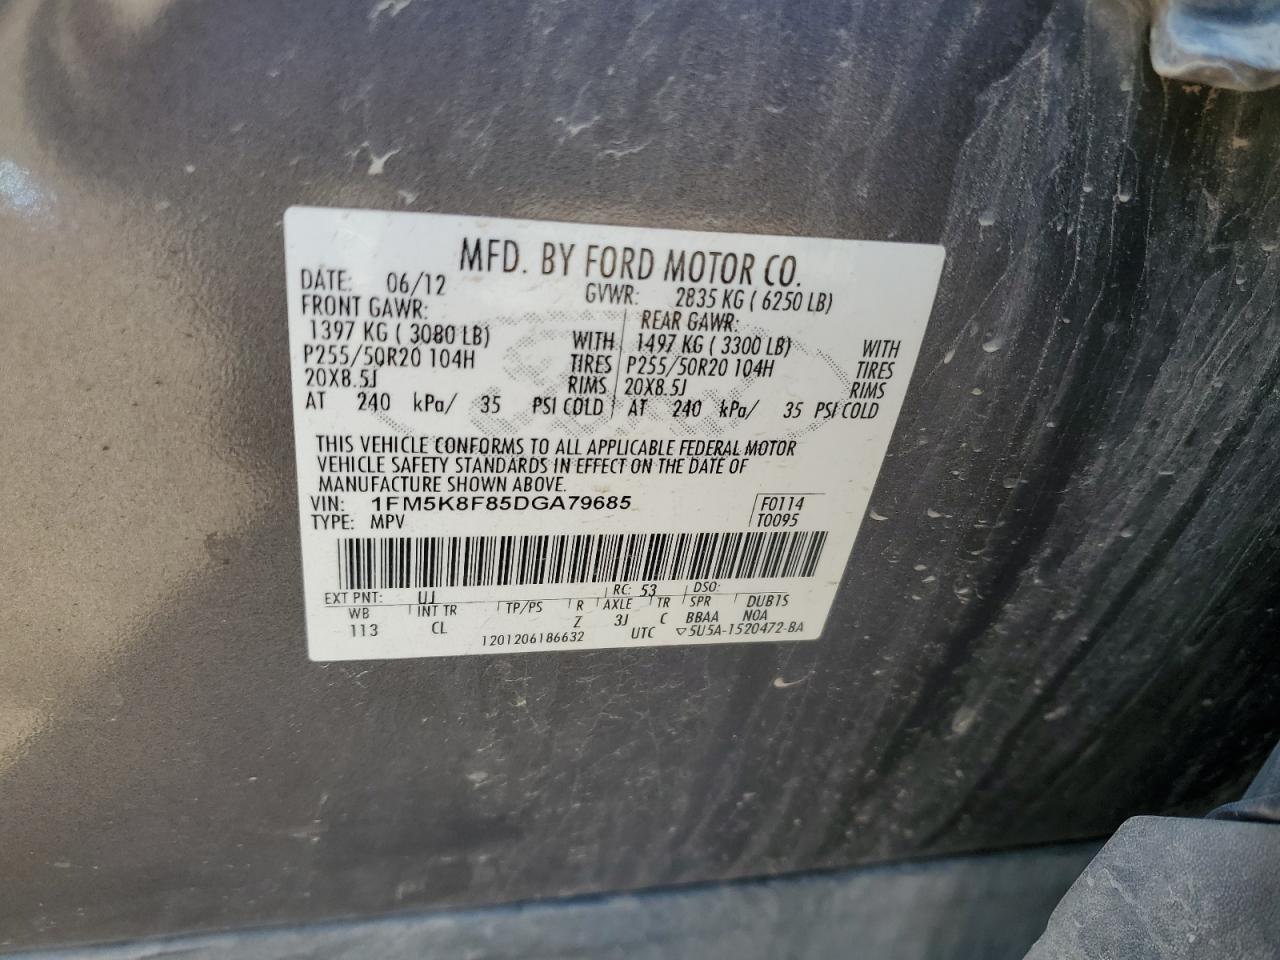 MFD. BY FORD MOTOR CO.
DATE: 06/12 GVWR: 2835 KG ( 6250 LB)
FRONT GAWR: REAR GAWR:
1397 KG ( 3080 LB) WITH 1497 KG ( 3300 LB) WITH
P255/50R20 104H TIRES P255/50R20 104H TIRES
20X8.5J RIMS 20X8.5J RIMS
AT 240 kPa/ 35 PSI COLD AT 240 kPa/ 35 PSI COLD
THIS VEHICLE CONFORMS TO ALL APPLICABLE FEDERAL MOTOR
VEHICLE SAFETY STANDARDS IN EFFECT ON THE DATE OF
MANUFACTURE SHOWN ABOVE.
VIN: 1FM5K8F85DGA79685 F0114
TYPE: MPV T0095
EXT PNT: UJ RC: 53 DSO:
WB INT TR TP/PS R AXLE TR SPR DUB1S
113 CL Z 3J C BBAA NOA
1201206186632 UTC ▽5U5A-1520472-BA